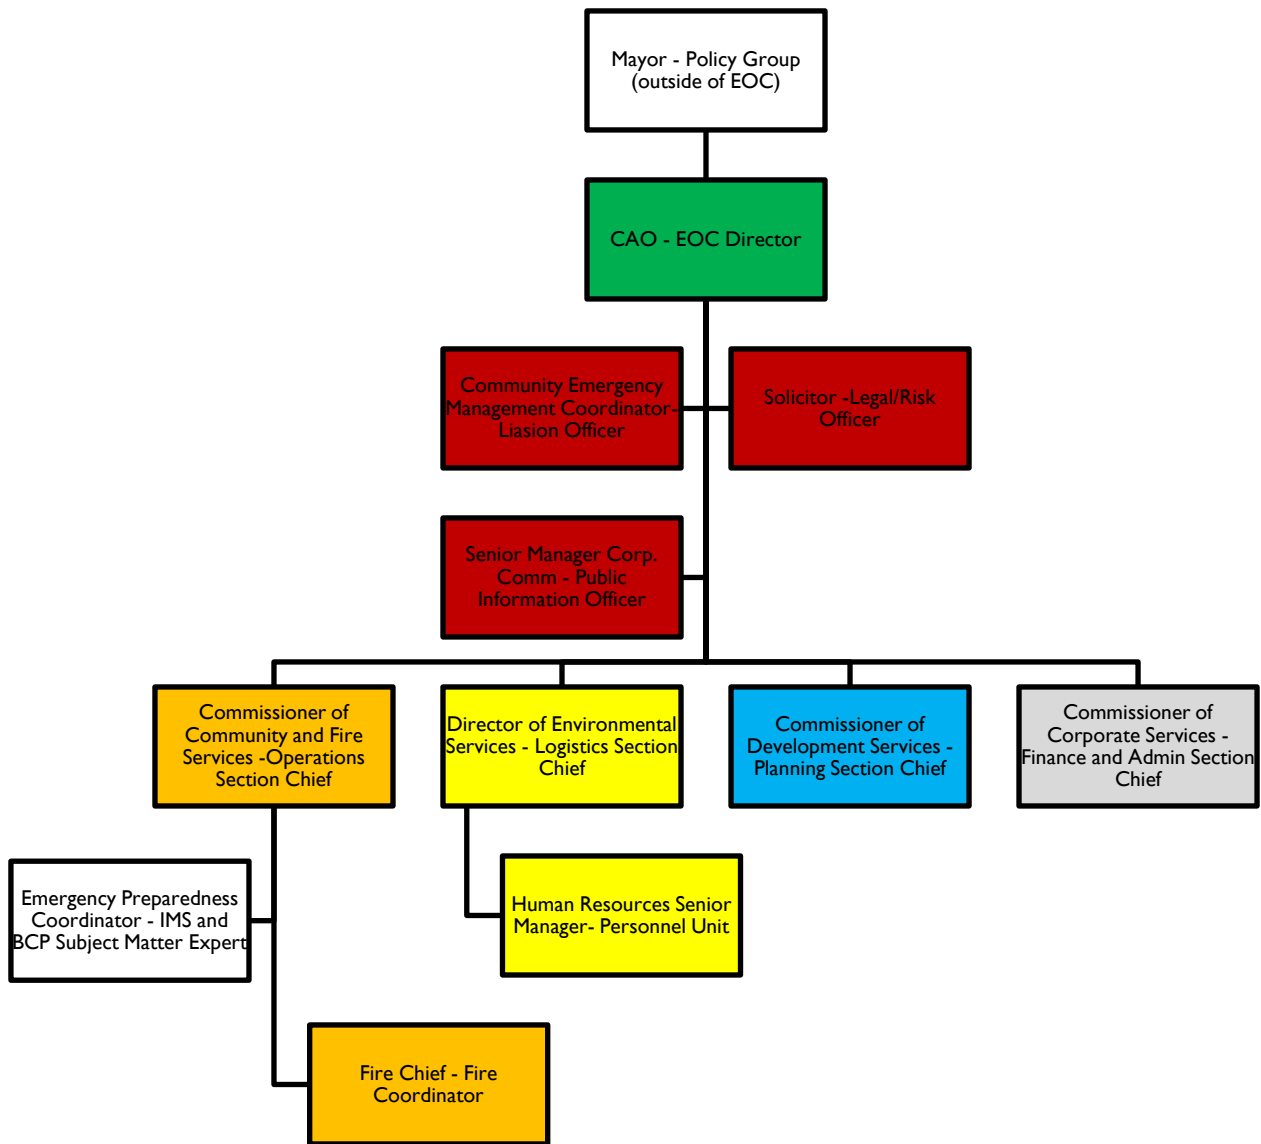 Mayor - Policy Group
(outside of EOC)
CAO - EOC Director
Community Emergency
Management Coordinator-
Liasion Officer
Solicitor -Legal/Risk
Officer
Senior Manager Corp.
Comm - Public
Information Officer
Commissioner of
Community and Fire
Services -Operations
Section Chief
Director of Environmental
Services - Logistics Section
Chief
Commissioner of
Development Services -
Planning Section Chief
Commissioner of
Corporate Services -
Finance and Admin Section
Chief
Emergency Preparedness
Coordinator - IMS and
BCP Subject Matter Expert
Human Resources Senior
Manager- Personnel Unit
Fire Chief - Fire
Coordinator